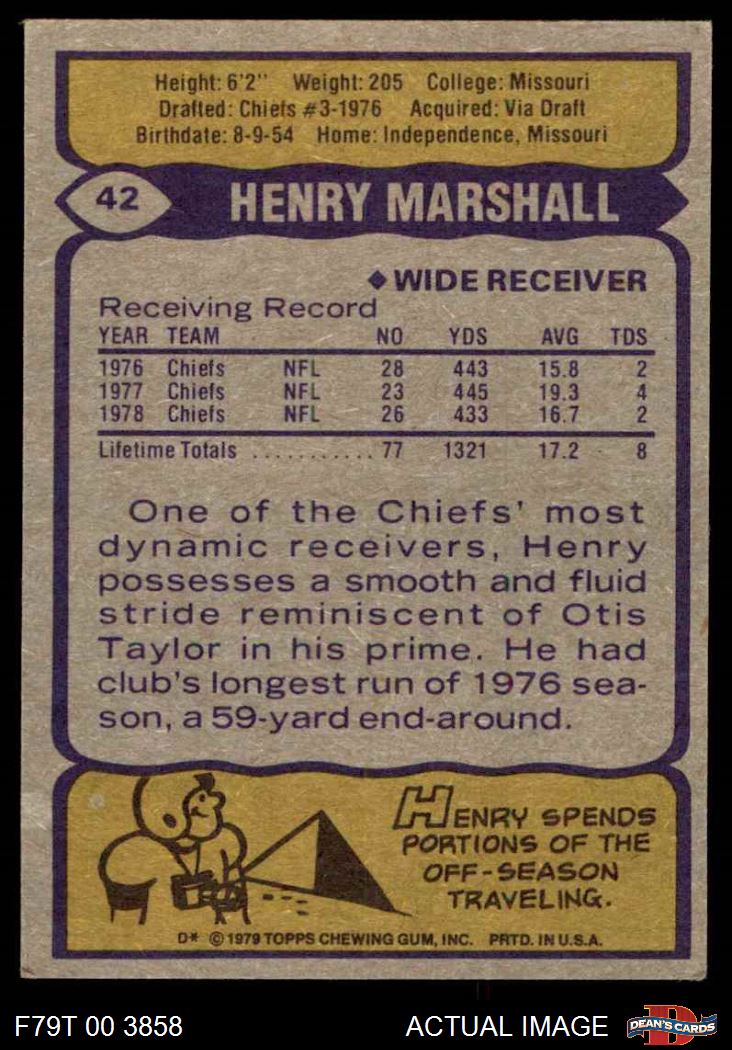 Height: 6'2" Weight: 205 College: Missouri
Drafted: Chiefs #3-1976 Acquired: Via Draft
Birthdate: 8-9-54 Home: Independence, Missouri
42 HENRY MARSHALL
◆ WIDE RECEIVER
Receiving Record
YEAR TEAM NO YDS AVG TDS
1976 Chiefs NFL 28 443 15.8 2
1977 Chiefs NFL 23 445 19.3 4
1978 Chiefs NFL 26 433 16.7 2
Lifetime Totals ........... 77 1321 17.2 8
One of the Chiefs' most
dynamic receivers, Henry
possesses a smooth and fluid
stride reminiscent of Otis
Taylor in his prime. He had
club's longest run of 1976 sea-
son, a 59-yard end-around.
HENRY SPENDS
PORTIONS OF THE
OFF-SEASON
TRAVELING.
D* © 1979 TOPPS CHEWING GUM, INC. PRTD. IN U.S.A.
F79T 00 3858 ACTUAL IMAGE D DEAN'S CARDS